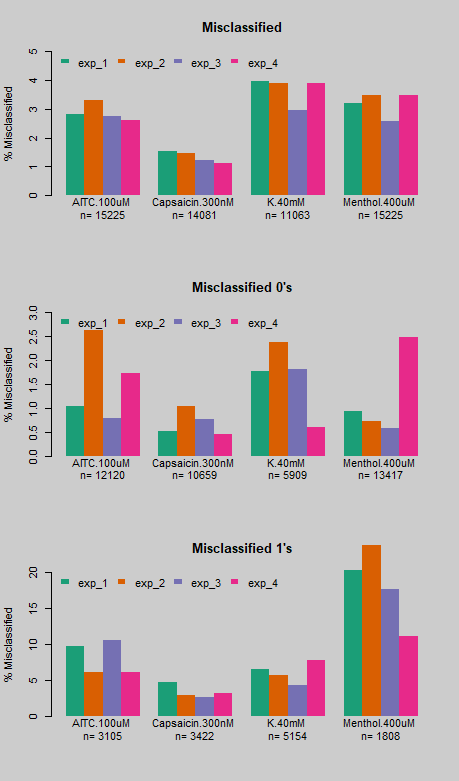 Misclassified
5
4
3
2
1
0
% Misclassified
exp_1 exp_2 exp_3 exp_4
AITC.100uM Capsaicin.300nM K.40mM Menthol.400uM
n= 15225 n= 14081 n= 11063 n= 15225
Misclassified 0's
3.0
2.5
2.0
1.5
1.0
0.5
0.0
% Misclassified
exp_1 exp_2 exp_3 exp_4
AITC.100uM Capsaicin.300nM K.40mM Menthol.400uM
n= 12120 n= 10659 n= 5909 n= 13417
Misclassified 1's
20
15
10
5
0
% Misclassified
exp_1 exp_2 exp_3 exp_4
AITC.100uM Capsaicin.300nM K.40mM Menthol.400uM
n= 3105 n= 3422 n= 5154 n= 1808